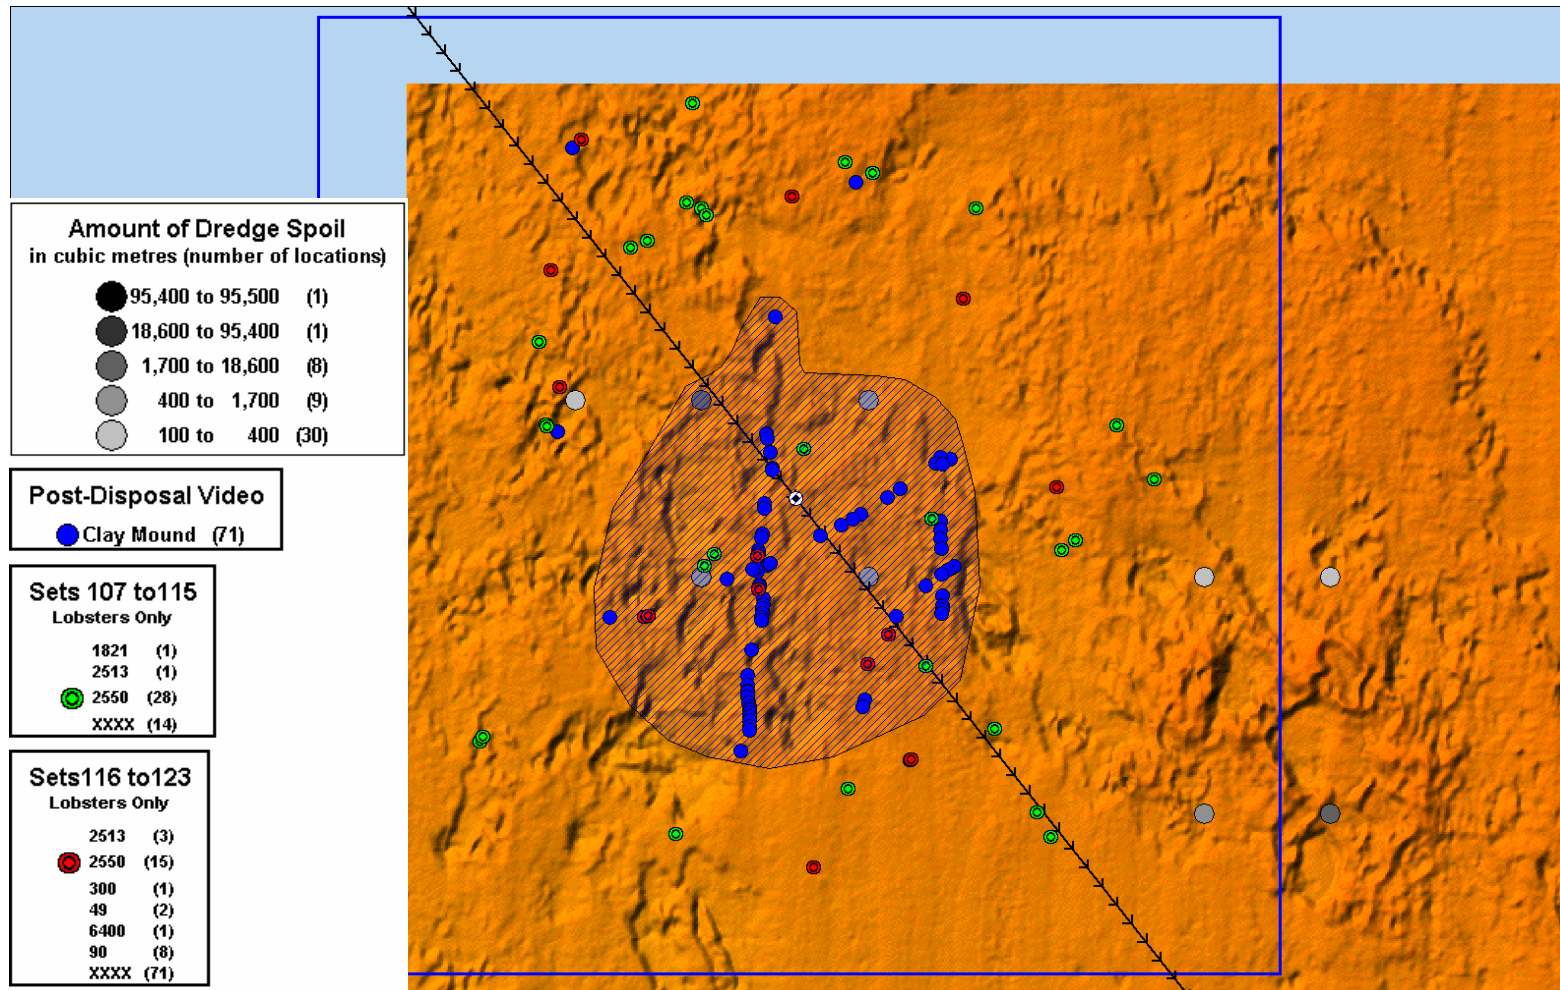 Amount of Dredge Spoil
in cubic metres (number of locations)
95,400 to 95,500 (1)
18,600 to 95,400 (1)
1,700 to 18,600 (8)
400 to 1,700 (9)
100 to 400 (30)
Post-Disposal Video
Clay Mound (71)
Sets 107 to115
Lobsters Only
1821 (1)
2513 (1)
2550 (28)
XXXX (14)
Sets116 to123
Lobsters Only
2513 (3)
2550 (15)
300 (1)
49 (2)
6400 (1)
90 (8)
XXXX (71)